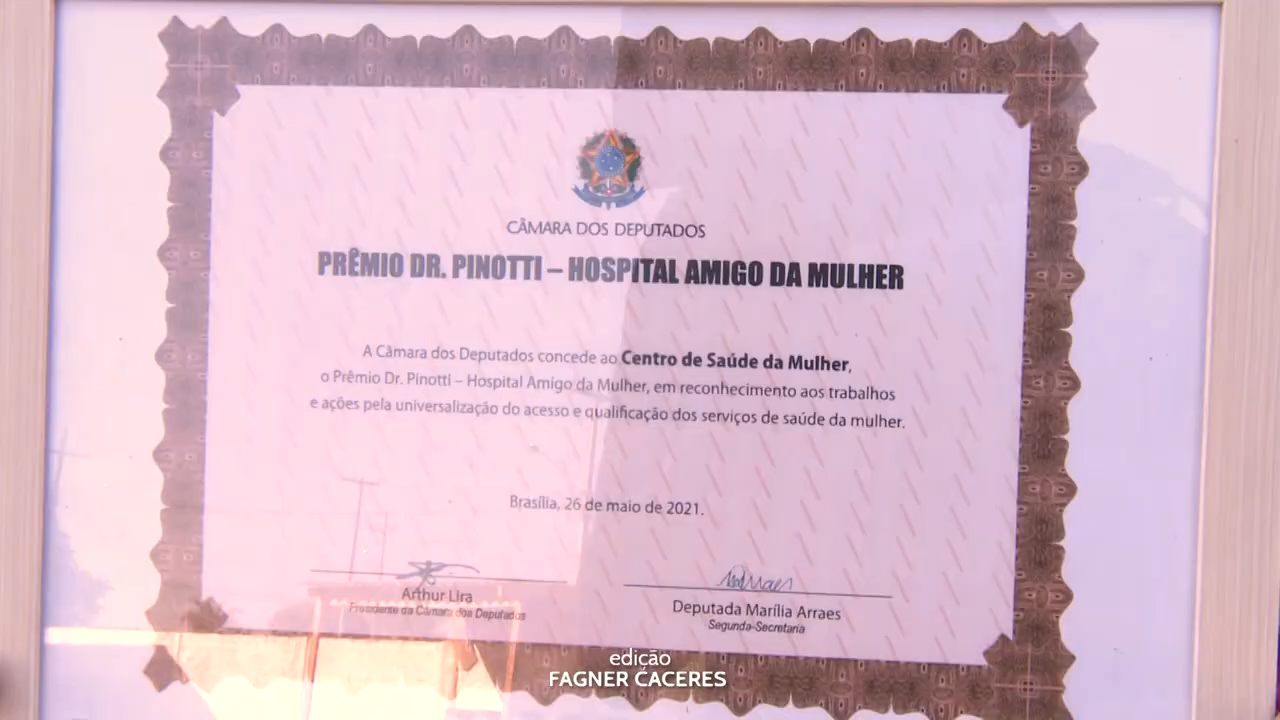 CÂMARA DOS DEPUTADOS
PRÊMIO DR. PINOTTI – HOSPITAL AMIGO DA MULHER
A Câmara dos Deputados concede ao Centro de Saúde da Mulher,
o Prêmio Dr. Pinotti – Hospital Amigo da Mulher, em reconhecimento aos trabalhos
e ações pela universalização do acesso e qualificação dos serviços de saúde da mulher.
Brasília, 26 de maio de 2021.
Arthur Lira
Presidente da Câmara dos Deputados
Deputada Marília Arraes
Segunda-Secretaria
edição
FAGNER CACERES